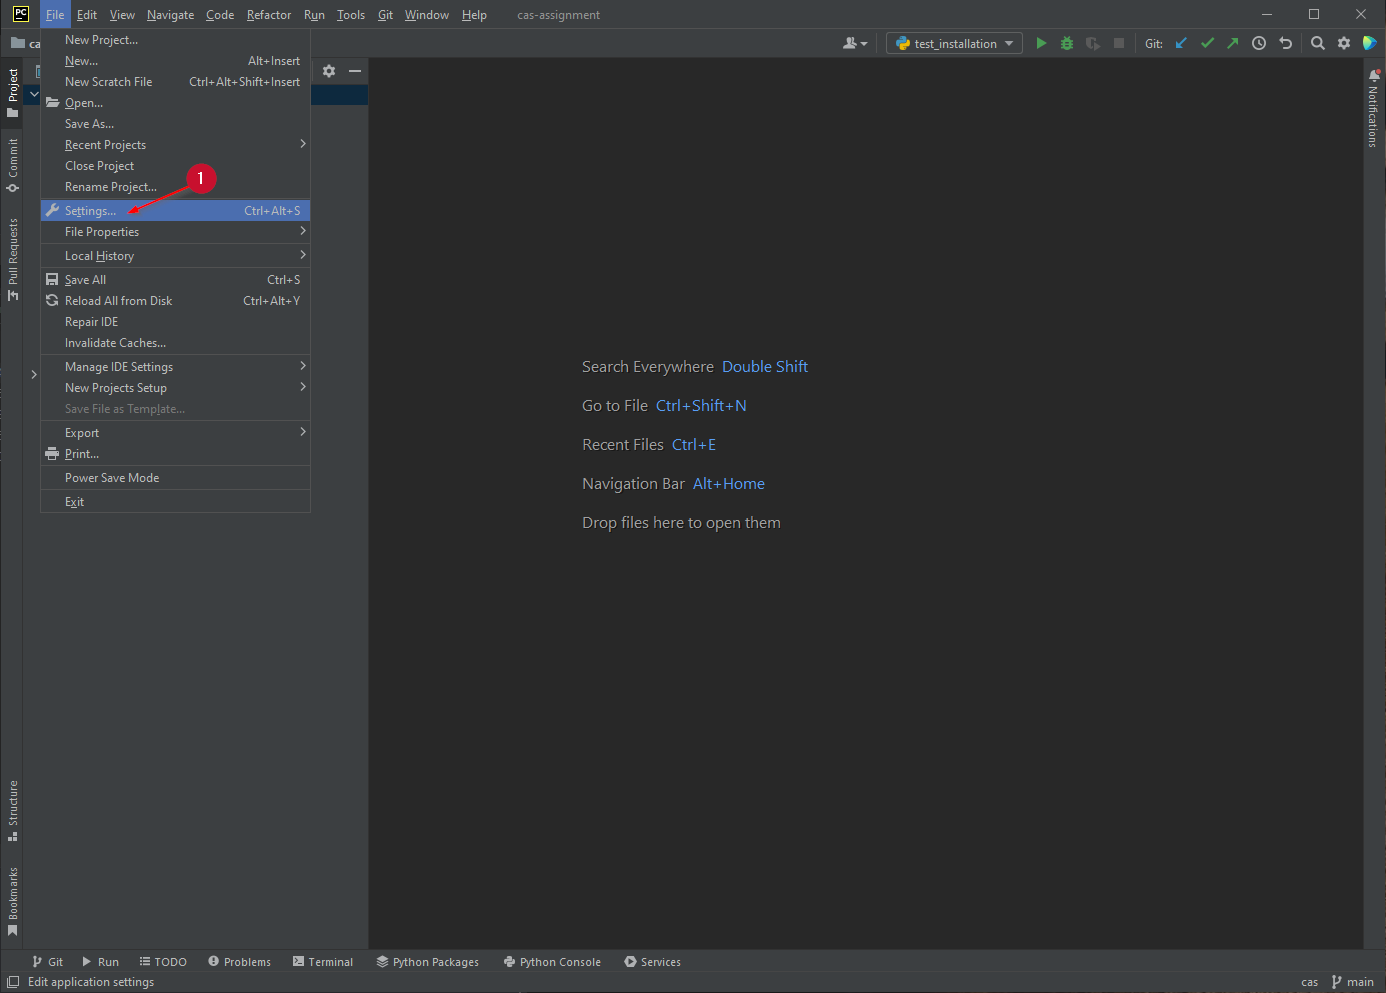 PC
File Edit View Navigate Code Refactor Run Tools Git Window Help cas-assignment
ca
test_installation
Git:
Project
Commit
Pull Requests
Structure
Bookmarks
New Project...
New... Alt+Insert
New Scratch File Ctrl+Alt+Shift+Insert
Open...
Save As...
Recent Projects
Close Project
Rename Project...
1
Settings... Ctrl+Alt+S
File Properties
Local History
Save All Ctrl+S
Reload All from Disk Ctrl+Alt+Y
Repair IDE
Invalidate Caches...
Manage IDE Settings
New Projects Setup
Save File as Template...
Export
Print...
Power Save Mode
Exit
Search Everywhere Double Shift
Go to File Ctrl+Shift+N
Recent Files Ctrl+E
Navigation Bar Alt+Home
Drop files here to open them
Notifications
Git Run TODO Problems Terminal Python Packages Python Console Services
Edit application settings
cas main